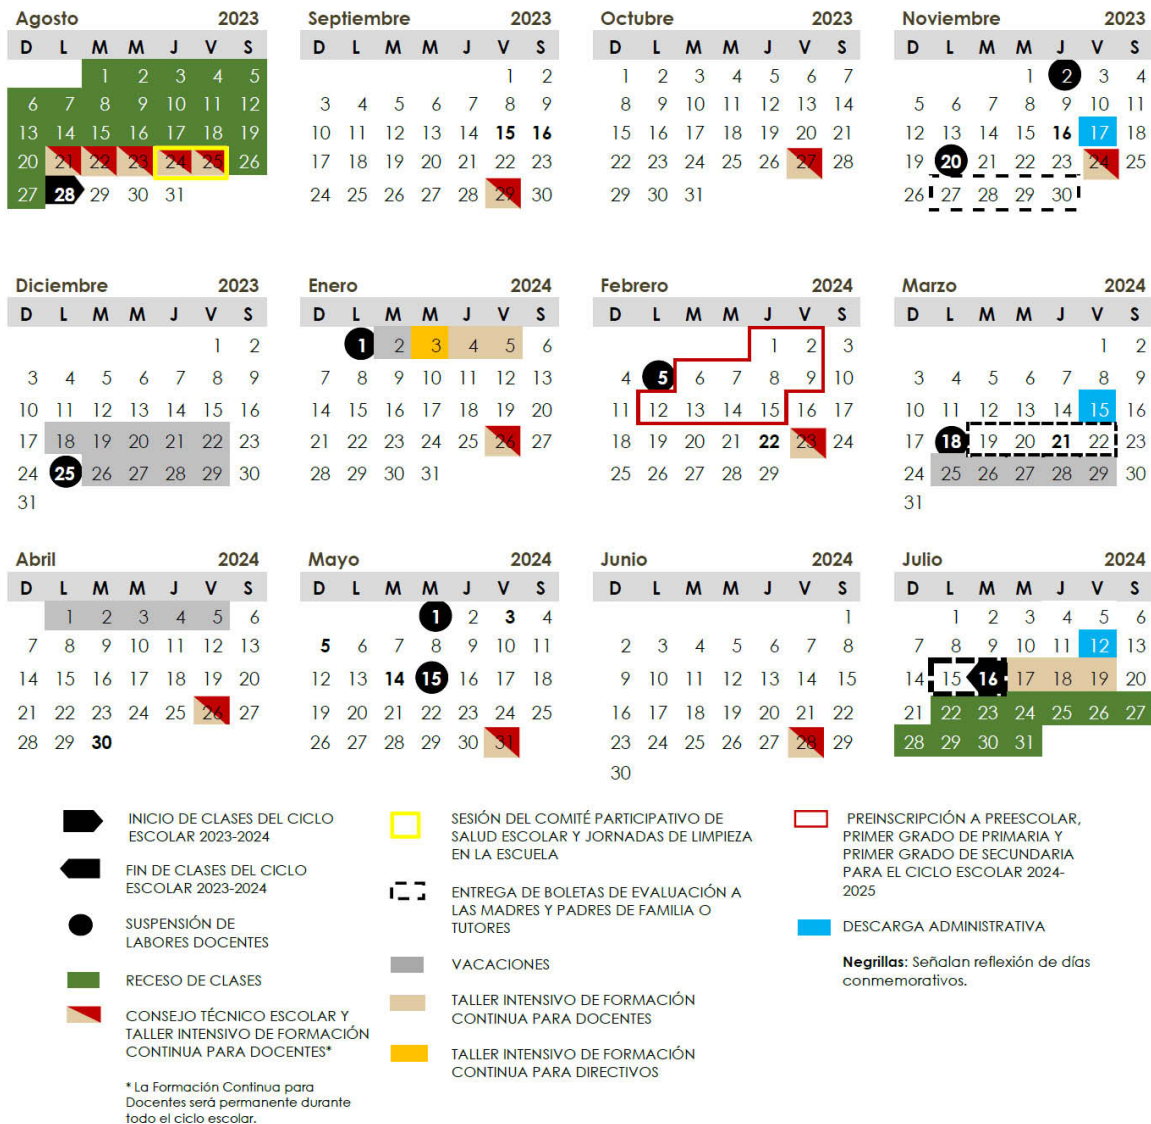 Agosto 2023
D L M M J V S
1 2 3 4 5
6 7 8 9 10 11 12
13 14 15 16 17 18 19
20 21 22 23 24 25 26
27 28 29 30 31
Septiembre 2023
D L M M J V S
1 2
3 4 5 6 7 8 9
10 11 12 13 14 15 16
17 18 19 20 21 22 23
24 25 26 27 28 29 30
Octubre 2023
D L M M J V S
1 2 3 4 5 6 7
8 9 10 11 12 13 14
15 16 17 18 19 20 21
22 23 24 25 26 27 28
29 30 31
Noviembre 2023
D L M M J V S
1 2 3 4
5 6 7 8 9 10 11
12 13 14 15 16 17 18
19 20 21 22 23 24 25
26 27 28 29 30
Diciembre 2023
D L M M J V S
1 2
3 4 5 6 7 8 9
10 11 12 13 14 15 16
17 18 19 20 21 22 23
24 25 26 27 28 29 30
31
Enero 2024
D L M M J V S
1 2 3 4 5 6
7 8 9 10 11 12 13
14 15 16 17 18 19 20
21 22 23 24 25 26 27
28 29 30 31
Febrero 2024
D L M M J V S
1 2 3
4 5 6 7 8 9 10
11 12 13 14 15 16 17
18 19 20 21 22 23 24
25 26 27 28 29
Marzo 2024
D L M M J V S
1 2
3 4 5 6 7 8 9
10 11 12 13 14 15 16
17 18 19 20 21 22 23
24 25 26 27 28 29 30
31
Abril 2024
D L M M J V S
1 2 3 4 5 6
7 8 9 10 11 12 13
14 15 16 17 18 19 20
21 22 23 24 25 26 27
28 29 30
Mayo 2024
D L M M J V S
1 2 3 4
5 6 7 8 9 10 11
12 13 14 15 16 17 18
19 20 21 22 23 24 25
26 27 28 29 30 31
Junio 2024
D L M M J V S
1
2 3 4 5 6 7 8
9 10 11 12 13 14 15
16 17 18 19 20 21 22
23 24 25 26 27 28 29
30
Julio 2024
D L M M J V S
1 2 3 4 5 6
7 8 9 10 11 12 13
14 15 16 17 18 19 20
21 22 23 24 25 26 27
28 29 30 31
INICIO DE CLASES DEL CICLO
ESCOLAR 2023-2024
FIN DE CLASES DEL CICLO
ESCOLAR 2023-2024
SUSPENSIÓN DE
LABORES DOCENTES
RECESO DE CLASES
CONSEJO TÉCNICO ESCOLAR Y
TALLER INTENSIVO DE FORMACIÓN
CONTINUA PARA DOCENTES*
* La Formación Continua para
Docentes será permanente durante
todo el ciclo escolar.
SESIÓN DEL COMITÉ PARTICIPATIVO DE
SALUD ESCOLAR Y JORNADAS DE LIMPIEZA
EN LA ESCUELA
ENTREGA DE BOLETAS DE EVALUACIÓN A
LAS MADRES Y PADRES DE FAMILIA O
TUTORES
VACACIONES
TALLER INTENSIVO DE FORMACIÓN
CONTINUA PARA DOCENTES
TALLER INTENSIVO DE FORMACIÓN
CONTINUA PARA DIRECTIVOS
PREINSCRIPCIÓN A PREESCOLAR,
PRIMER GRADO DE PRIMARIA Y
PRIMER GRADO DE SECUNDARIA
PARA EL CICLO ESCOLAR 2024-
2025
DESCARGA ADMINISTRATIVA
Negrillas: Señalan reflexión de días
conmemorativos.